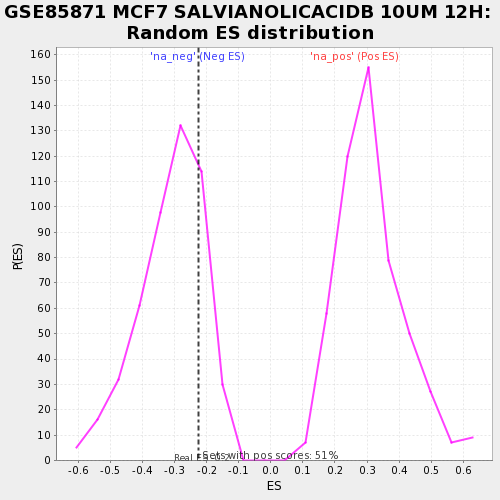 GSE85871 MCF7 SALVIANOLICACIDB 10UM 12H:
Random ES distribution
'na_neg' (Neg ES)
'na_pos' (Pos ES)
160
150
140
130
120
110
100
90
80
70
60
50
40
30
20
10
0
P(ES)
Real
Sets with pos scores: 51%
-0.6 -0.5 -0.4 -0.3 -0.2 -0.1 0.0 0.1 0.2 0.3 0.4 0.5 0.6
ES